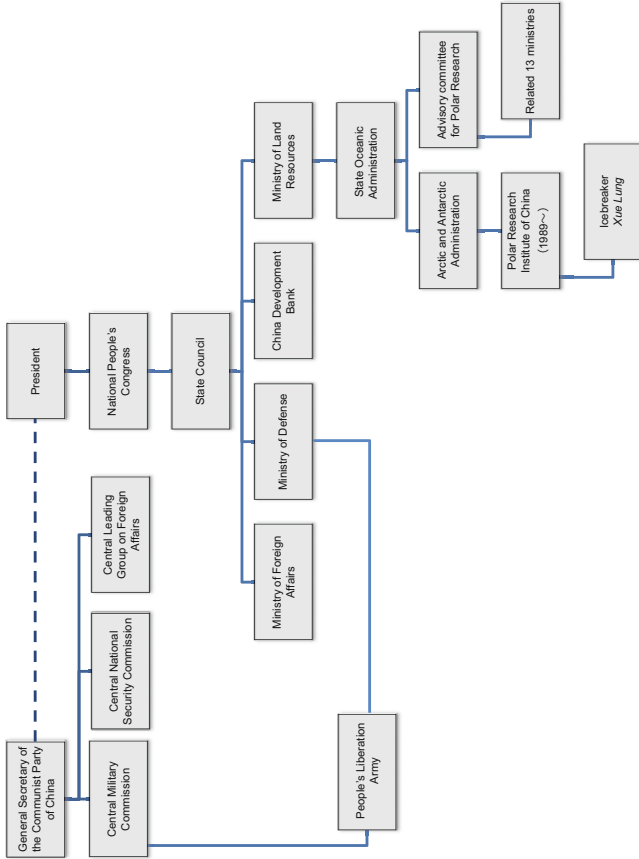 General Secretary of
the Communist Party
of China
President
Central Military
Commission
Central National
Security Commission
Central Leading
Group on Foreign
Affairs
National People's
Congress
State Council
Ministry of Foreign
Affairs
Ministry of Defense
China Development
Bank
Ministry of Land
Resources
People's Liberation
Army
State Oceanic
Administration
Arctic and Antarctic
Administration
Advisory committee
for Polar Research
Polar Research
Institute of China
(1989~)
Related 13 ministries
Icebreaker
Xue Lung